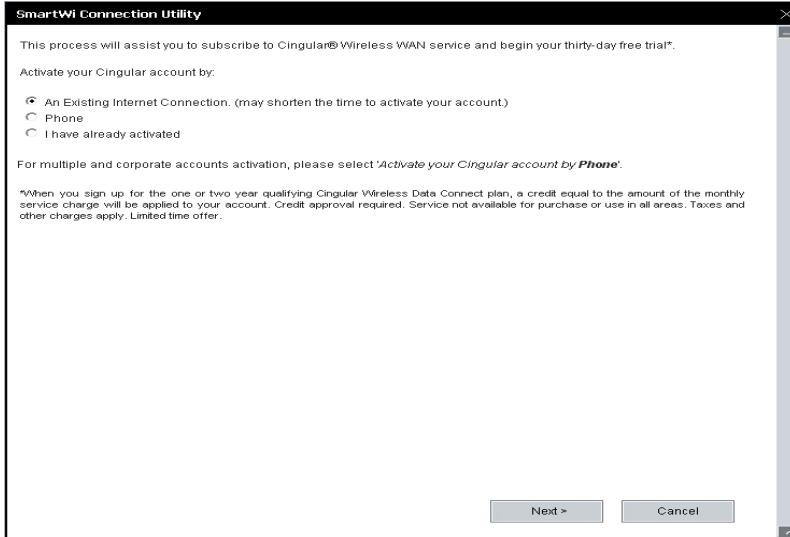 SmartWi Connection Utility
This process will assist you to subscribe to Cingular® Wireless WAN service and begin your thirty-day free trial*.
Activate your Cingular account by:
An Existing Internet Connection. (may shorten the time to activate your account.)
Phone
I have already activated
For multiple and corporate accounts activation, please select 'Activate your Cingular account by Phone'.
*When you sign up for the one or two year qualifying Cingular Wireless Data Connect plan, a credit equal to the amount of the monthly
service charge will be applied to your account. Credit approval required. Service not available for purchase or use in all areas. Taxes and
other charges apply. Limited time offer.
Next >
Cancel